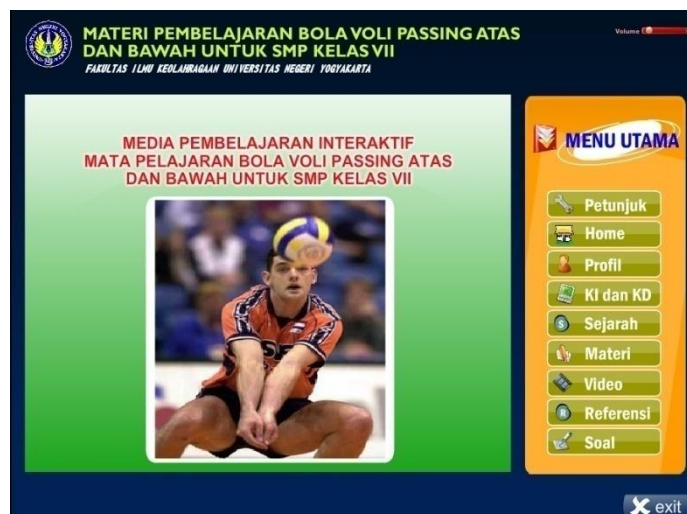 MATERI PEMBELAJARAN BOLA VOLI PASSING ATAS
DAN BAWAH UNTUK SMP KELAS VII
FAKULTAS ILMU KEOLAHRAGAAN UNIVERSITAS NEGERI YOGYAKARTA
Volume
MEDIA PEMBELAJARAN INTERAKTIF
MATA PELAJARAN BOLA VOLI PASSING ATAS
DAN BAWAH UNTUK SMP KELAS VII
MENU UTAMA
Petunjuk
Home
Profil
KI dan KD
Sejarah
Materi
Video
Referensi
Soal
exit